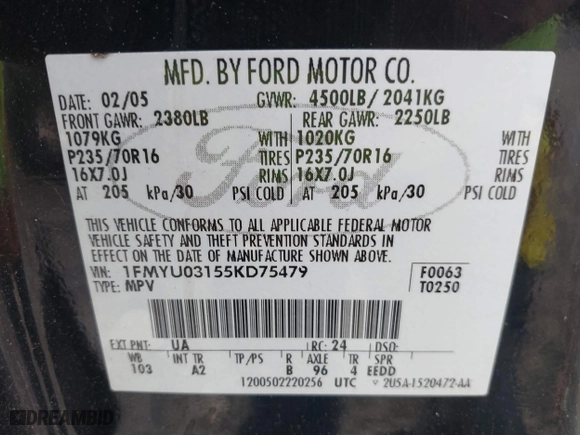 MFD. BY FORD MOTOR CO.
DATE: 02/05 GVWR: 4500LB/ 2041KG
FRONT GAWR: 2380LB REAR GAWR: 2250LB
1079KG WITH 1020KG WITH
P235/70R16 TIRES P235/70R16 TIRES
16X7.0J RIMS 16X7.0J RIMS
AT 205 kPa/30 PSI COLD AT 205 kPa/30 PSI COLD
Ford
THIS VEHICLE CONFORMS TO ALL APPLICABLE FEDERAL MOTOR
VEHICLE SAFETY AND THEFT PREVENTION STANDARDS IN
EFFECT ON THE DATE OF MANUFACTURE SHOWN ABOVE.
VIN: 1FMYU03155KD75479 F0063
TYPE: MPV T0250
EXT PNT: UA RC: 24 DSO:
WB INT TR TP/PS R AXLE TR SPR
103 A2 B 96 4 EEDD
1200502220256 UTC 2U5A-1520472-AA
DREAMBID